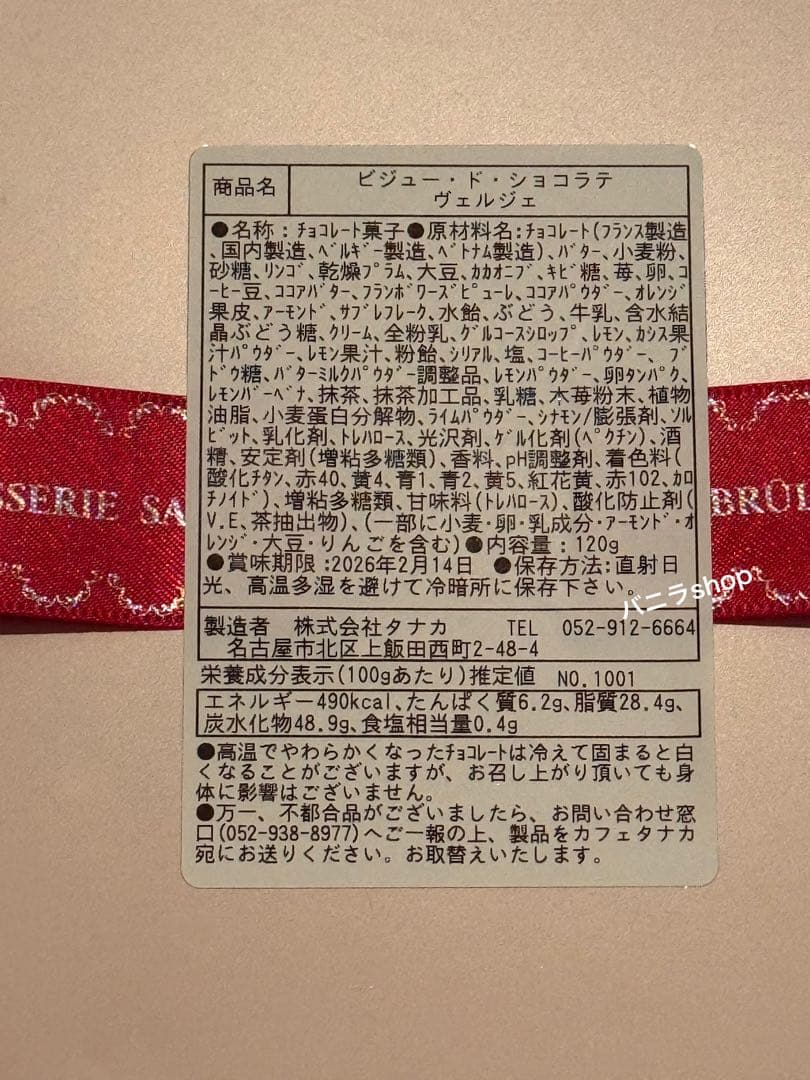 商品名
ビジュー・ド・ショコラテ
ヴェルジェ
●名称:ﾁｮｺﾚｰﾄ菓子●原材料名:ﾁｮｺﾚｰﾄ(ﾌﾗﾝｽ製造
、国内製造､ﾍﾞﾙｷﾞｰ製造､ﾍﾞﾄﾅﾑ製造)､ﾊﾞﾀｰ､小麦粉、
砂糖､ﾘﾝｺﾞ､乾燥ﾌﾟﾗﾑ､大豆､ｶｶｵﾆﾌﾞ､ｷﾋﾞ糖､苺､卵､ｺ
ｰﾋｰ豆､ｺｺｱﾊﾞﾀｰ､ﾌﾗﾝﾎﾞﾜｰｽﾞﾋﾟｭｰﾚ､ｺｺｱﾊﾟｳﾀﾞｰ､ｵﾚﾝｼﾞ
果皮､ｱｰﾓﾝﾄﾞ､ｻﾌﾞﾚﾌﾚｰｸ､水飴､ぶどう､牛乳､含水結
晶ぶどう糖､ｸﾘｰﾑ､全粉乳､ｸﾞﾙｺｰｽｼﾛｯﾌﾟ､ﾚﾓﾝ､ｶｼｽ果
汁ﾊﾟｳﾀﾞｰ､ﾚﾓﾝ果汁､粉飴､ｼﾘｱﾙ､塩､ｺｰﾋｰﾊﾟｳﾀﾞｰ､ﾌﾞ
ﾄﾞｳ糖､ﾊﾞﾀｰﾐﾙｸﾊﾟｳﾀﾞｰ調整品､ﾚﾓﾝﾊﾟｳﾀﾞｰ､卵ﾀﾝﾊﾟｸ､
ﾚﾓﾝﾊﾞｰﾍﾞﾅ､抹茶､抹茶加工品､乳糖､木苺粉末､植物
油脂､小麦蛋白分解物､ﾗｲﾑﾊﾟｳﾀﾞｰ､ｼﾅﾓﾝ/膨張剤､ｿﾙ
ﾋﾞｯﾄ､乳化剤､ﾄﾚﾊﾛｰｽ､光沢剤､ｹﾞﾙ化剤(ﾍﾟｸﾁﾝ)､酒
精､安定剤(増粘多糖類)､香料､pH調整剤､着色料(
酸化ﾁﾀﾝ､赤40､黄4､青1､青2､黄5､紅花黄､赤102､ｶﾛ
ﾁﾉｲﾄﾞ)､増粘多糖類､甘味料(ﾄﾚﾊﾛｰｽ)､酸化防止剤(
V.E､茶抽出物)､(一部に小麦･卵･乳成分･ｱｰﾓﾝﾄﾞ･ｵ
ﾚﾝｼﾞ･大豆･りんごを含む)●内容量:120g
●賞味期限:2026年2月14日 ●保存方法:直射日
光、高温多湿を避けて冷暗所に保存下さい。
製造者 株式会社タナカ TEL 052-912-6664
名古屋市北区上飯田西町2-48-4
栄養成分表示(100gあたり)推定値 NO.1001
エネルギー490kcal､たんぱく質6.2g､脂質28.4g､
炭水化物48.9g､食塩相当量0.4g
●高温でやわらかくなったﾁｮｺﾚｰﾄは冷えて固まると白
くなることがございますが、お召し上がり頂いても身
体に影響はございません。
●万一、不都合品がございましたら、お問い合わせ窓
口(052-938-8977)へご一報の上、製品をカフェタナカ
宛にお送りください。お取替えいたします。
SSERIE SA
BRÛ
バニラshop